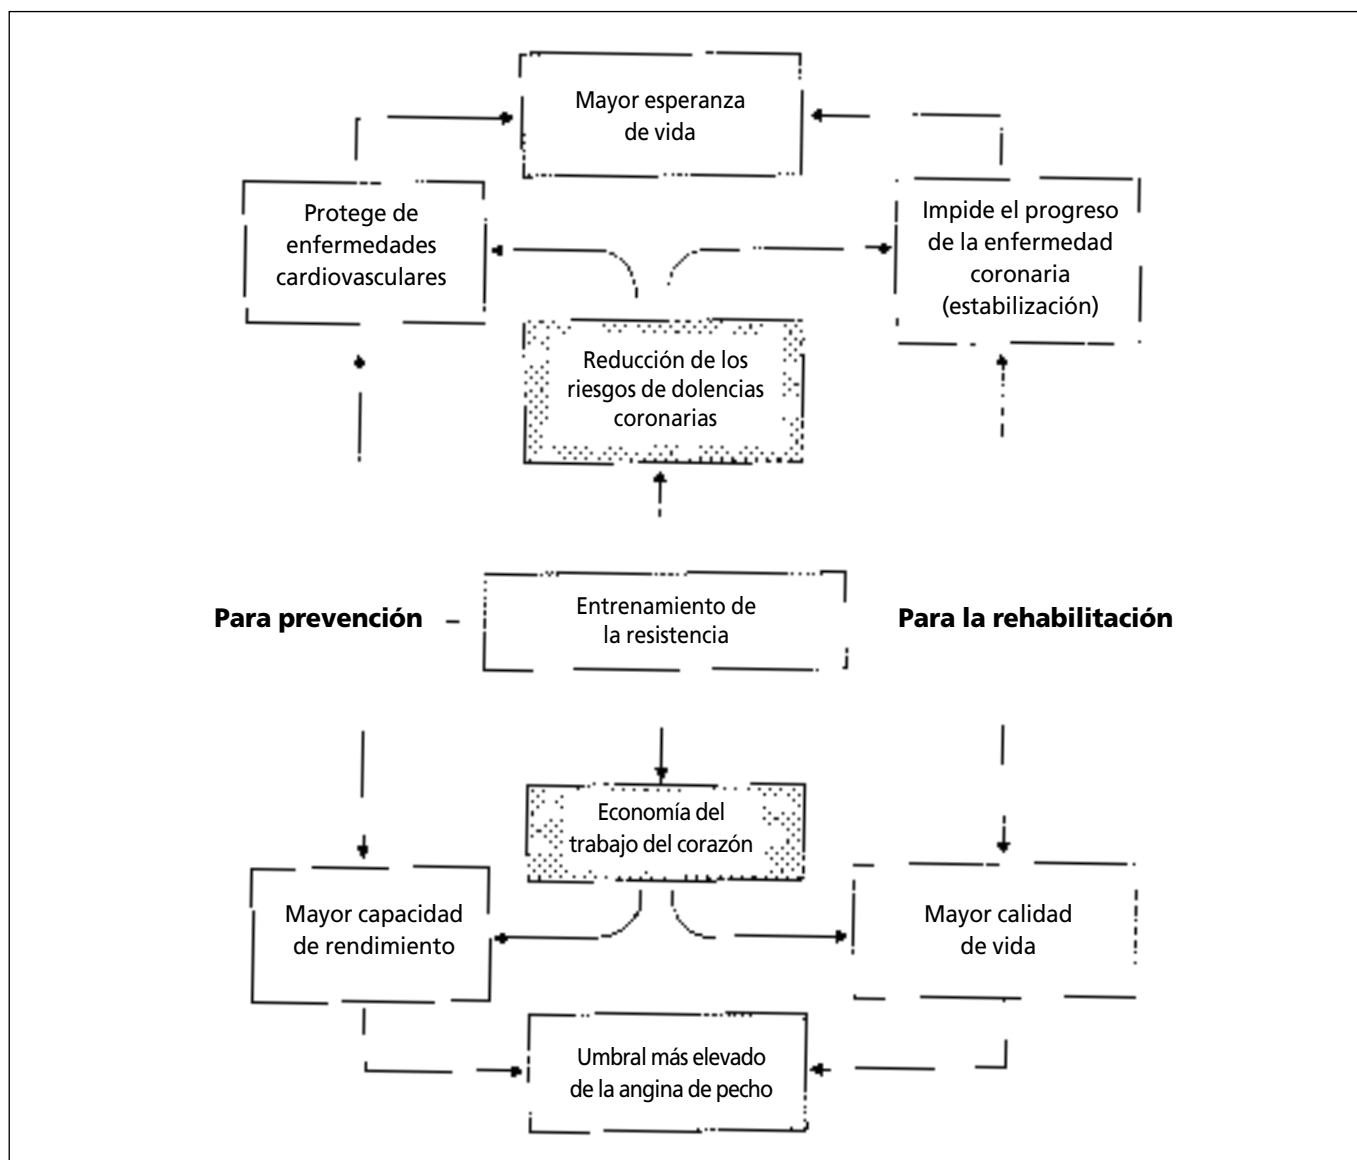 Mayor esperanza
de vida
Protege de
enfermedades
cardiovasculares
Impide el progreso
de la enfermedad
coronaria
(estabilización)
Reducción de los
riesgos de dolencias
coronarias
Para prevención
Entrenamiento de
la resistencia
Para la rehabilitación
Economía del
trabajo del corazón
Mayor capacidad
de rendimiento
Mayor calidad
de vida
Umbral más elevado
de la angina de pecho